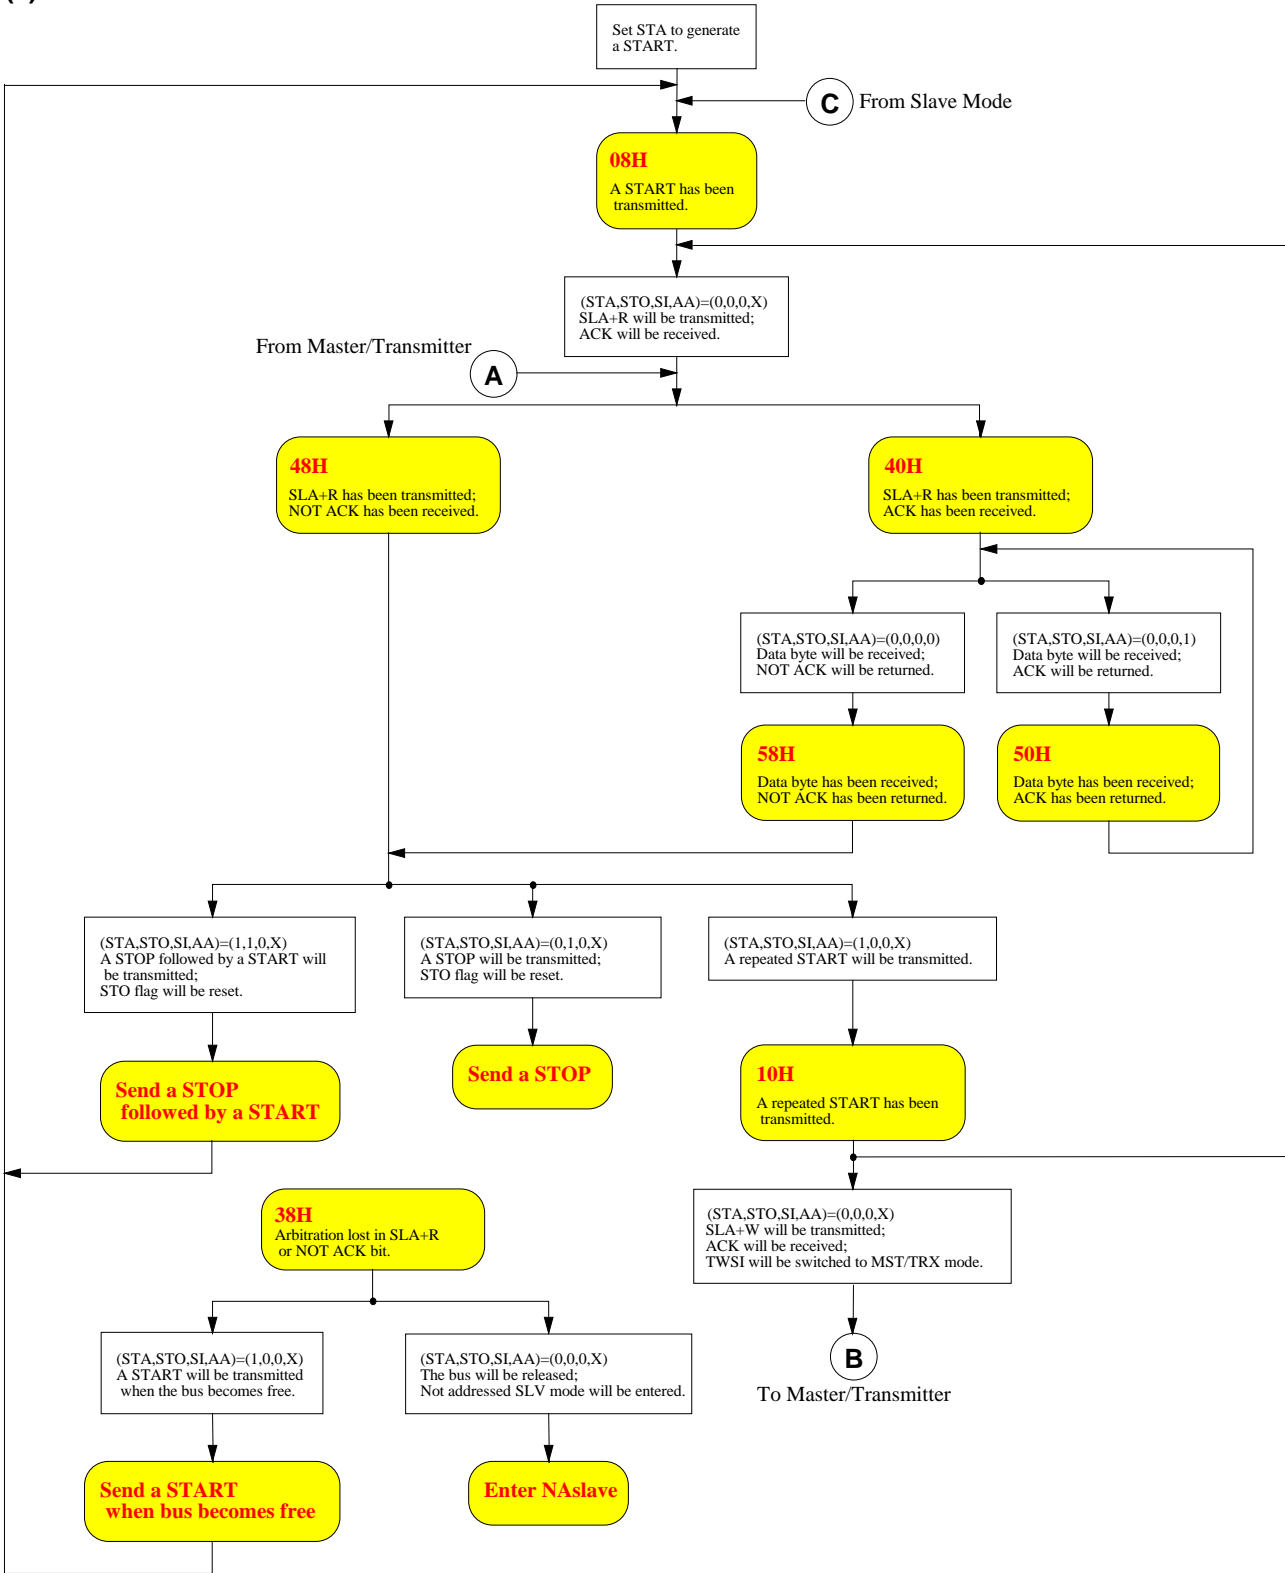 Set STA to generate
a START.
C From Slave Mode
08H
A START has been
transmitted.
(STA,STO,SI,AA)=(0,0,0,X)
SLA+R will be transmitted;
ACK will be received.
From Master/Transmitter
A
48H
SLA+R has been transmitted;
NOT ACK has been received.
40H
SLA+R has been transmitted;
ACK has been received.
(STA,STO,SI,AA)=(0,0,0,0)
Data byte will be received;
NOT ACK will be returned.
(STA,STO,SI,AA)=(0,0,0,1)
Data byte will be received;
ACK will be returned.
58H
Data byte has been received;
NOT ACK has been returned.
50H
Data byte has been received;
ACK has been returned.
(STA,STO,SI,AA)=(1,1,0,X)
A STOP followed by a START will
be transmitted;
STO flag will be reset.
(STA,STO,SI,AA)=(0,1,0,X)
A STOP will be transmitted;
STO flag will be reset.
(STA,STO,SI,AA)=(1,0,0,X)
A repeated START will be transmitted.
Send a STOP
followed by a START
Send a STOP
10H
A repeated START has been
transmitted.
38H
Arbitration lost in SLA+R
or NOT ACK bit.
(STA,STO,SI,AA)=(0,0,0,X)
SLA+W will be transmitted;
ACK will be received;
TWSI will be switched to MST/TRX mode.
(STA,STO,SI,AA)=(1,0,0,X)
A START will be transmitted
when the bus becomes free.
(STA,STO,SI,AA)=(0,0,0,X)
The bus will be released;
Not addressed SLV mode will be entered.
B
To Master/Transmitter
Send a START
when bus becomes free
Enter NAslave